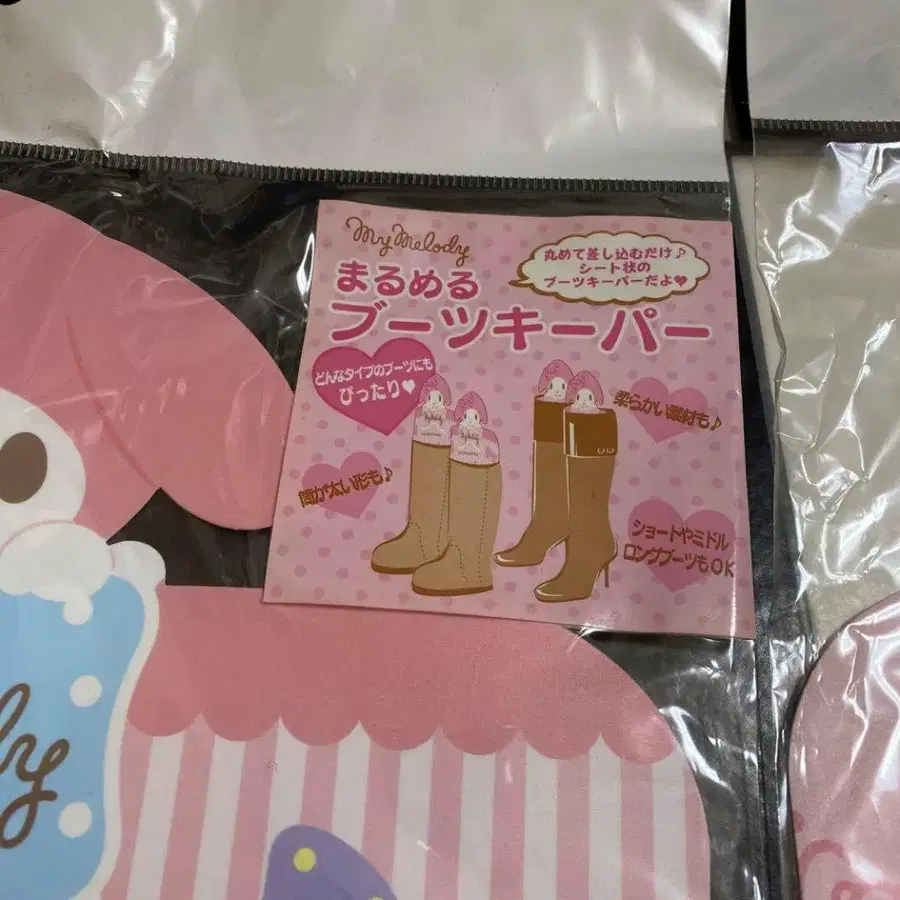 My Melody
まるめる
ブーツキーパー
丸めて差し込むだけ♪
シート状の
ブーツキーパーだよ♥
どんなタイプのブーツにも
ぴったり♥
柔らかい素材も♪
筒が太い形も♪
ショートやミドル
ロングブーツもOK
ly